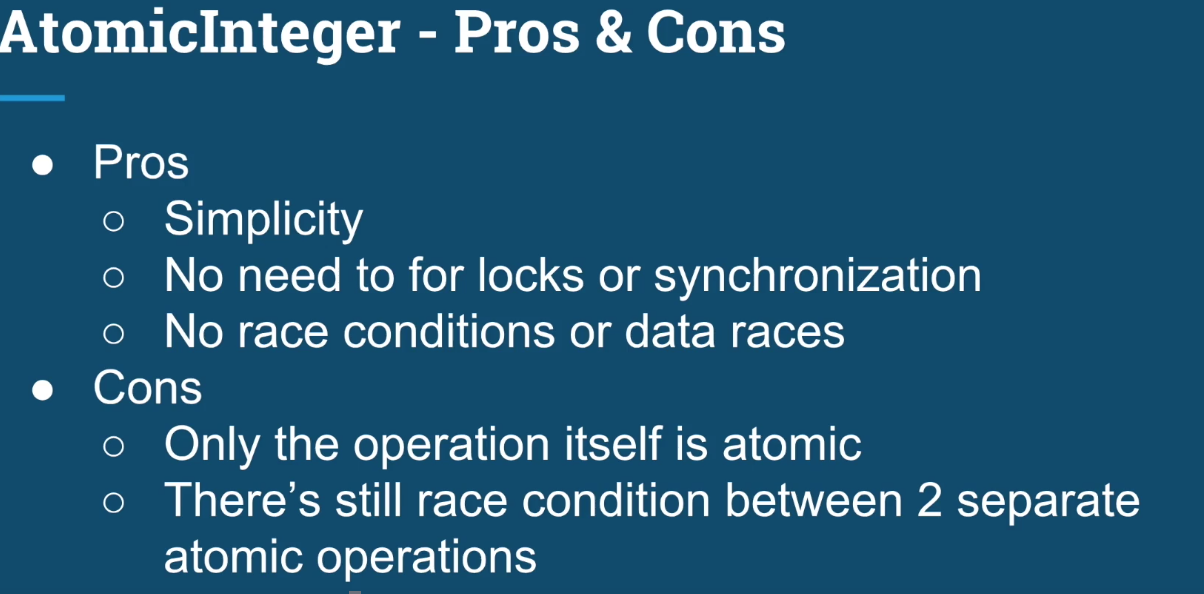 AtomicInteger - Pros & Cons
● Pros
○ Simplicity
○ No need to for locks or synchronization
○ No race conditions or data races
● Cons
○ Only the operation itself is atomic
○ There’s still race condition between 2 separate
atomic operations